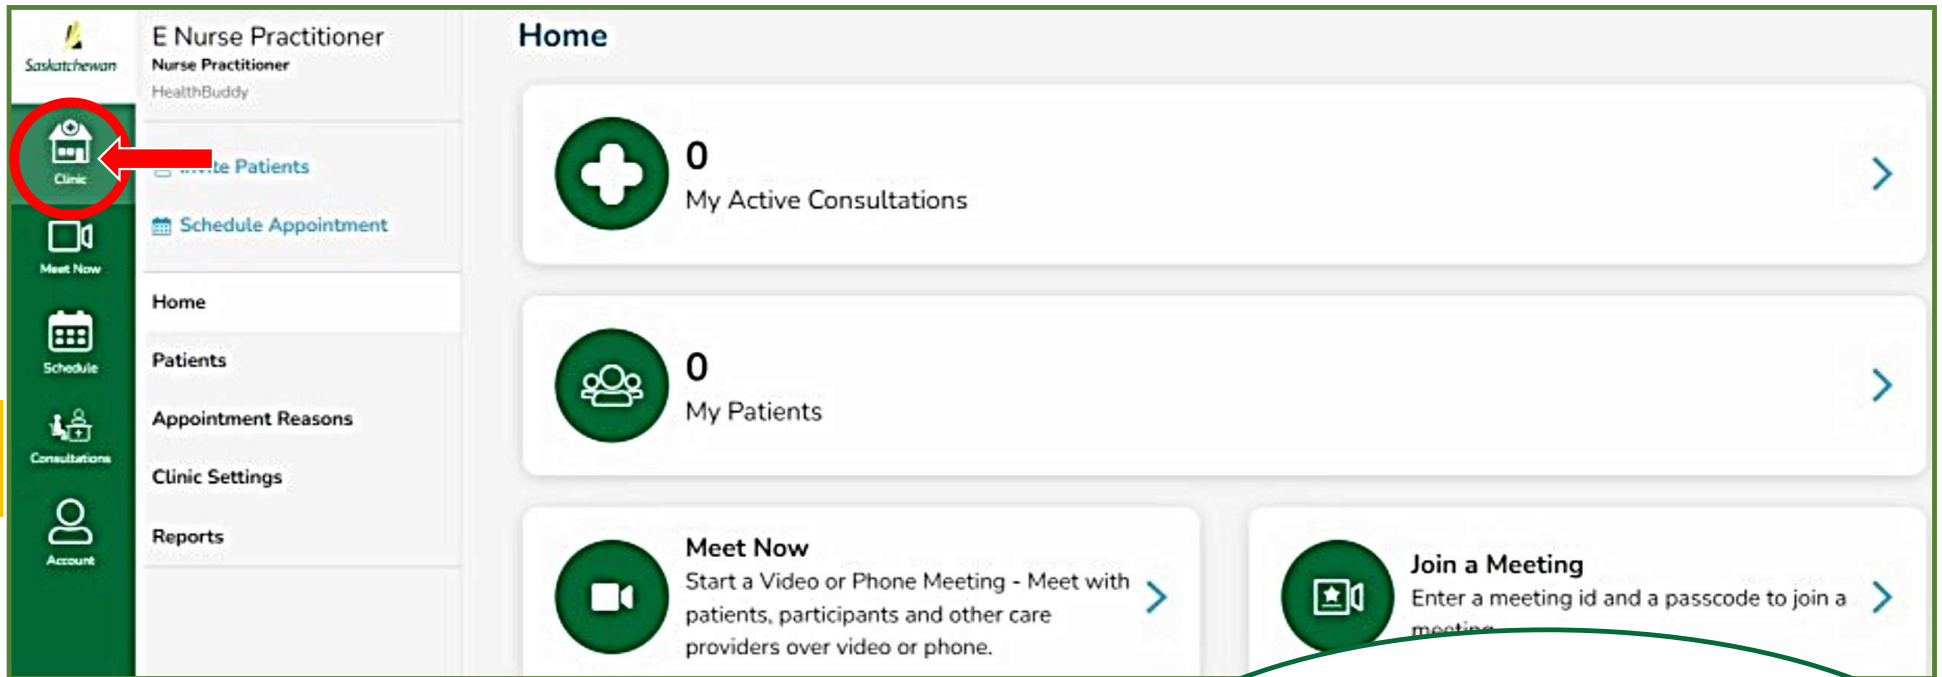 Saskatchewan
Clinic
Meet Now
Schedule
Consultations
Account
E Nurse Practitioner
Nurse Practitioner
HealthBuddy
Patients
Schedule Appointment
Home
Patients
Appointment Reasons
Clinic Settings
Reports
Home
0
My Active Consultations
0
My Patients
Meet Now
Start a Video or Phone Meeting - Meet with
patients, participants and other care
providers over video or phone.
Join a Meeting
Enter a meeting id and a passcode to join a
meeting